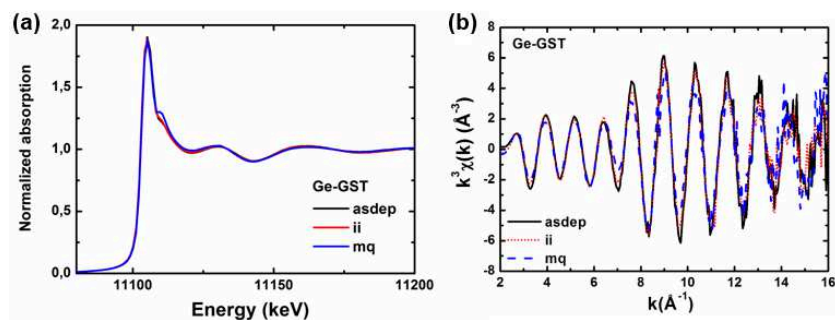 (a)
2,0
1,5
1,0
0,5
0,0
Normalized absorption
Ge-GST
asdep
ii
mq
11100
11150
11200
Energy (keV)
(b)
8
6
4
2
0
-2
-4
-6
-8
k³χ(k) (Å⁻³)
Ge-GST
asdep
ii
mq
2
4
6
8
10
12
14
16
k(Å⁻¹)